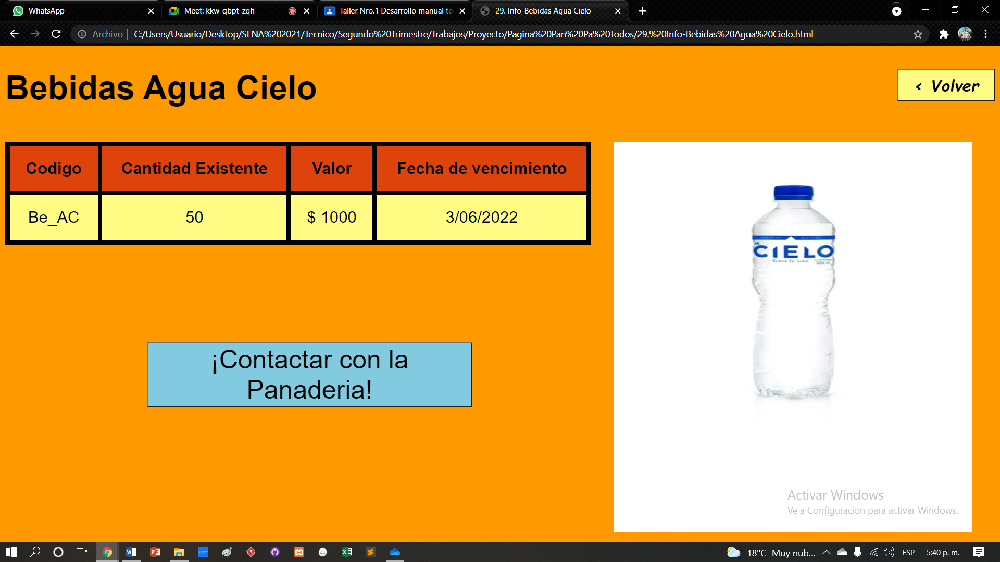 WhatsApp
Meet: kkw-qbpt-zqh
Taller Nro.1 Desarrollo manual te
29. Info-Bebidas Agua Cielo
Archivo
C:/Users/Usuario/Desktop/SENA%202021/Tecnico/Segundo%20Trimestre/Trabajos/Proyecto/Pagina%20Pan%20Pa%20Todos/29.%20Info-Bebidas%20Agua%20Cielo.html
Bebidas Agua Cielo
< Volver
Codigo Cantidad Existente Valor Fecha de vencimiento
Be_AC 50 $ 1000 3/06/2022
CIELO
ELEVA TU VIDA
¡Contactar con la
Panaderia!
Activar Windows
Ve a Configuración para activar Windows.
18°C Muy nub...
ESP
5:40 p. m.